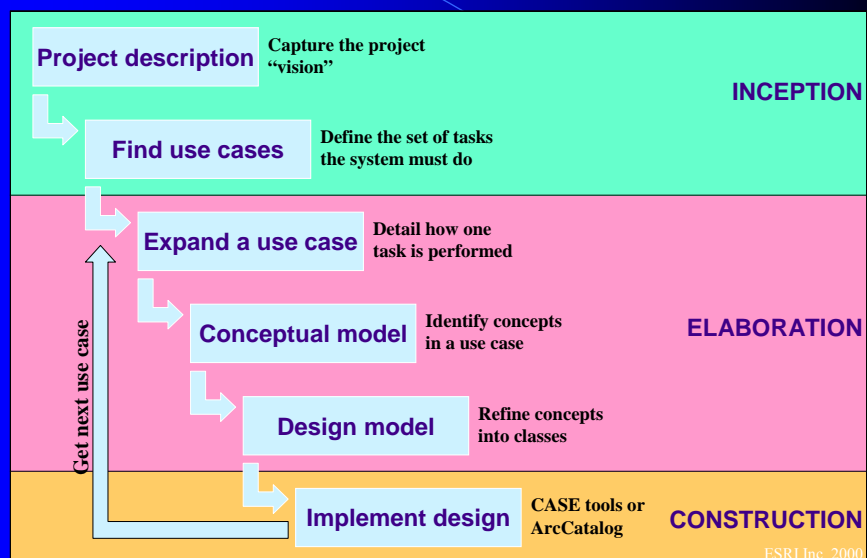 Project description
Capture the project
“vision”
INCEPTION
Find use cases
Define the set of tasks
the system must do
Expand a use case
Detail how one
task is performed
Conceptual model
Identify concepts
in a use case
ELABORATION
Get next use case
Design model
Refine concepts
into classes
Implement design
CASE tools or
ArcCatalog
CONSTRUCTION
ESRI Inc. 2000